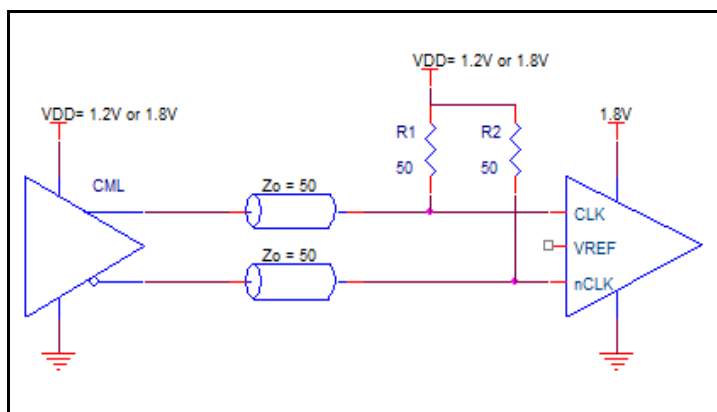 VDD= 1.2V or 1.8V
VDD= 1.2V or 1.8V
1.8V
R1
R2
CML
50
50
Zo = 50
CLK
VREF
Zo = 50
nCLK